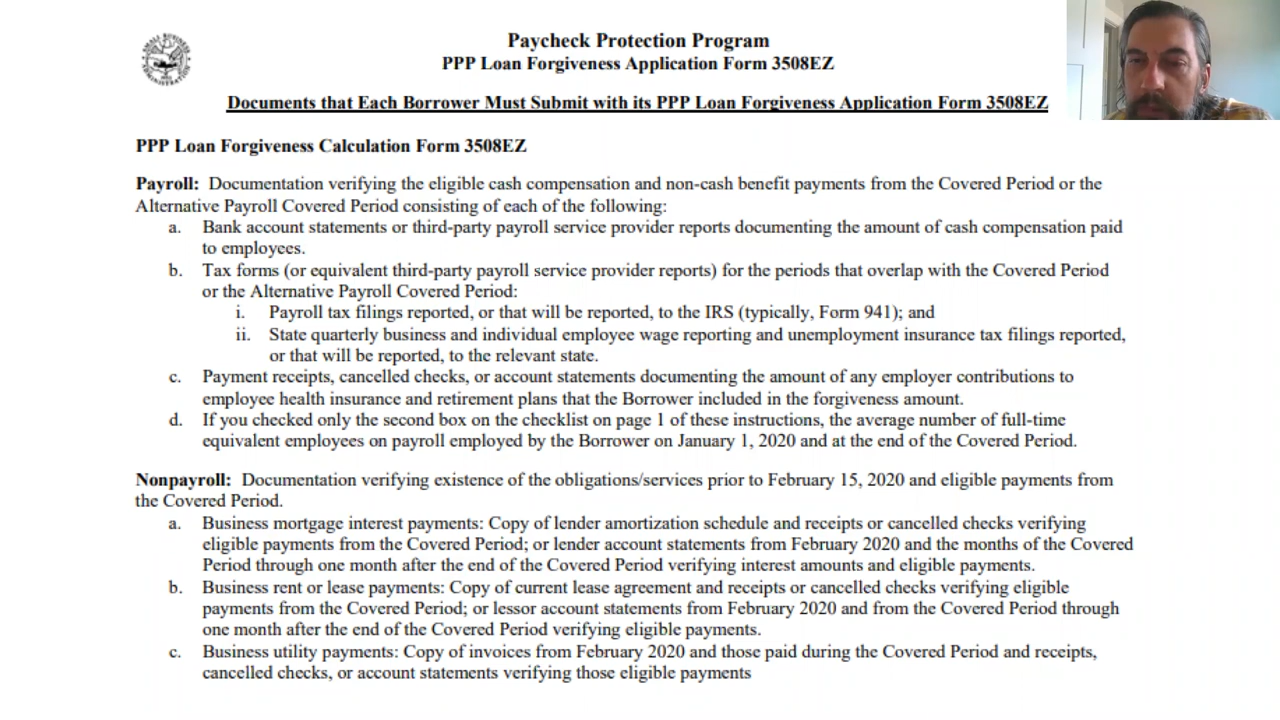 Paycheck Protection Program
PPP Loan Forgiveness Application Form 3508EZ
Documents that Each Borrower Must Submit with its PPP Loan Forgiveness Application Form 3508EZ
PPP Loan Forgiveness Calculation Form 3508EZ
Payroll: Documentation verifying the eligible cash compensation and non-cash benefit payments from the Covered Period or the
Alternative Payroll Covered Period consisting of each of the following:
a. Bank account statements or third-party payroll service provider reports documenting the amount of cash compensation paid
to employees.
b. Tax forms (or equivalent third-party payroll service provider reports) for the periods that overlap with the Covered Period
or the Alternative Payroll Covered Period:
i. Payroll tax filings reported, or that will be reported, to the IRS (typically, Form 941); and
ii. State quarterly business and individual employee wage reporting and unemployment insurance tax filings reported,
or that will be reported, to the relevant state.
c. Payment receipts, cancelled checks, or account statements documenting the amount of any employer contributions to
employee health insurance and retirement plans that the Borrower included in the forgiveness amount.
d. If you checked only the second box on the checklist on page 1 of these instructions, the average number of full-time
equivalent employees on payroll employed by the Borrower on January 1, 2020 and at the end of the Covered Period.
Nonpayroll: Documentation verifying existence of the obligations/services prior to February 15, 2020 and eligible payments from
the Covered Period.
a. Business mortgage interest payments: Copy of lender amortization schedule and receipts or cancelled checks verifying
eligible payments from the Covered Period; or lender account statements from February 2020 and the months of the Covered
Period through one month after the end of the Covered Period verifying interest amounts and eligible payments.
b. Business rent or lease payments: Copy of current lease agreement and receipts or cancelled checks verifying eligible
payments from the Covered Period; or lessor account statements from February 2020 and from the Covered Period through
one month after the end of the Covered Period verifying eligible payments.
c. Business utility payments: Copy of invoices from February 2020 and those paid during the Covered Period and receipts,
cancelled checks, or account statements verifying those eligible payments